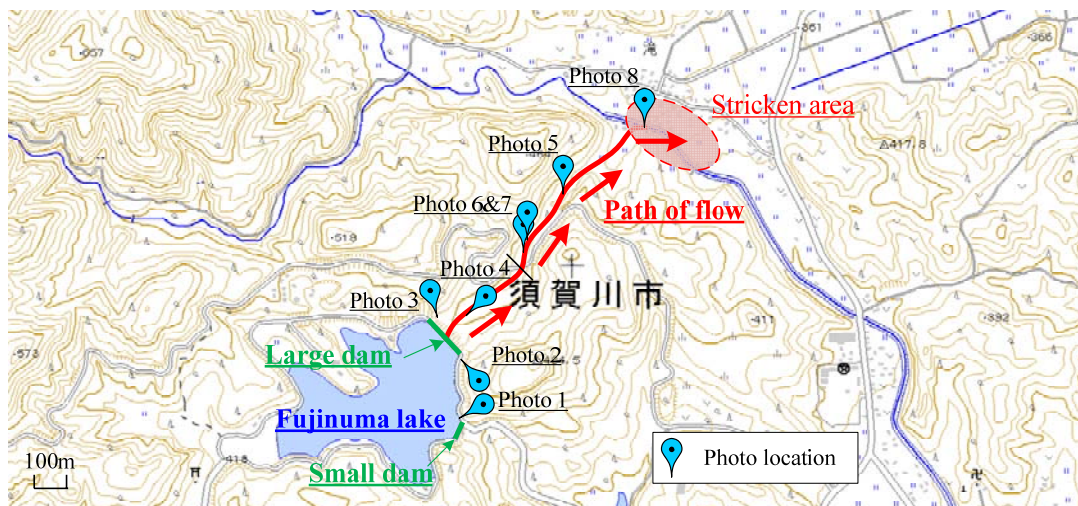 ·557
·361
·366
Photo 8
Stricken area
△417.8
Photo 5
Photo 6&7
Path of flow
·518
Photo 4
須賀川市
Photo 3
·411
·392
·573
Large dam
Photo 2
Photo 1
Fujinuma lake
Photo location
·418
100m
Small dam